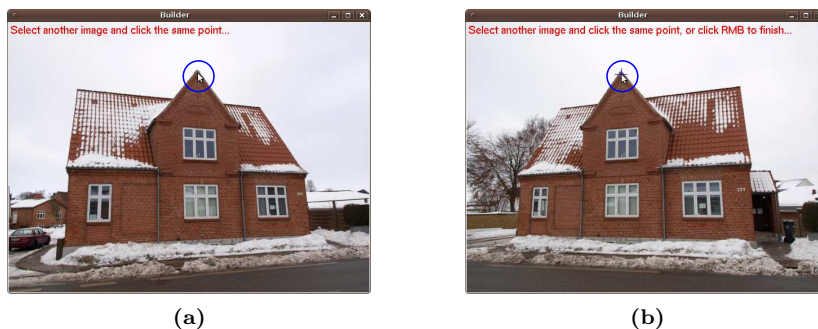 Builder
Select another image and click the same point...
Builder
Select another image and click the same point, or click RMB to finish...
(a)
(b)